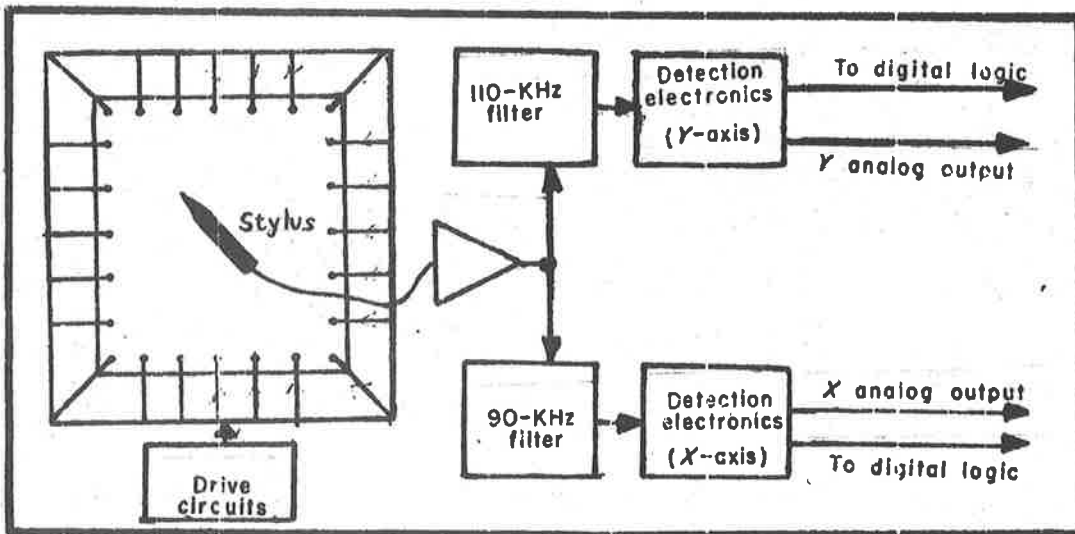 110-KHz
filter
Detection
electronics
(Y-axis)
To digital logic
Y analog output
Stylus
90-KHz
filter
Detection
electronics
(X-axis)
X analog output
To digital logic
Drive
circuits